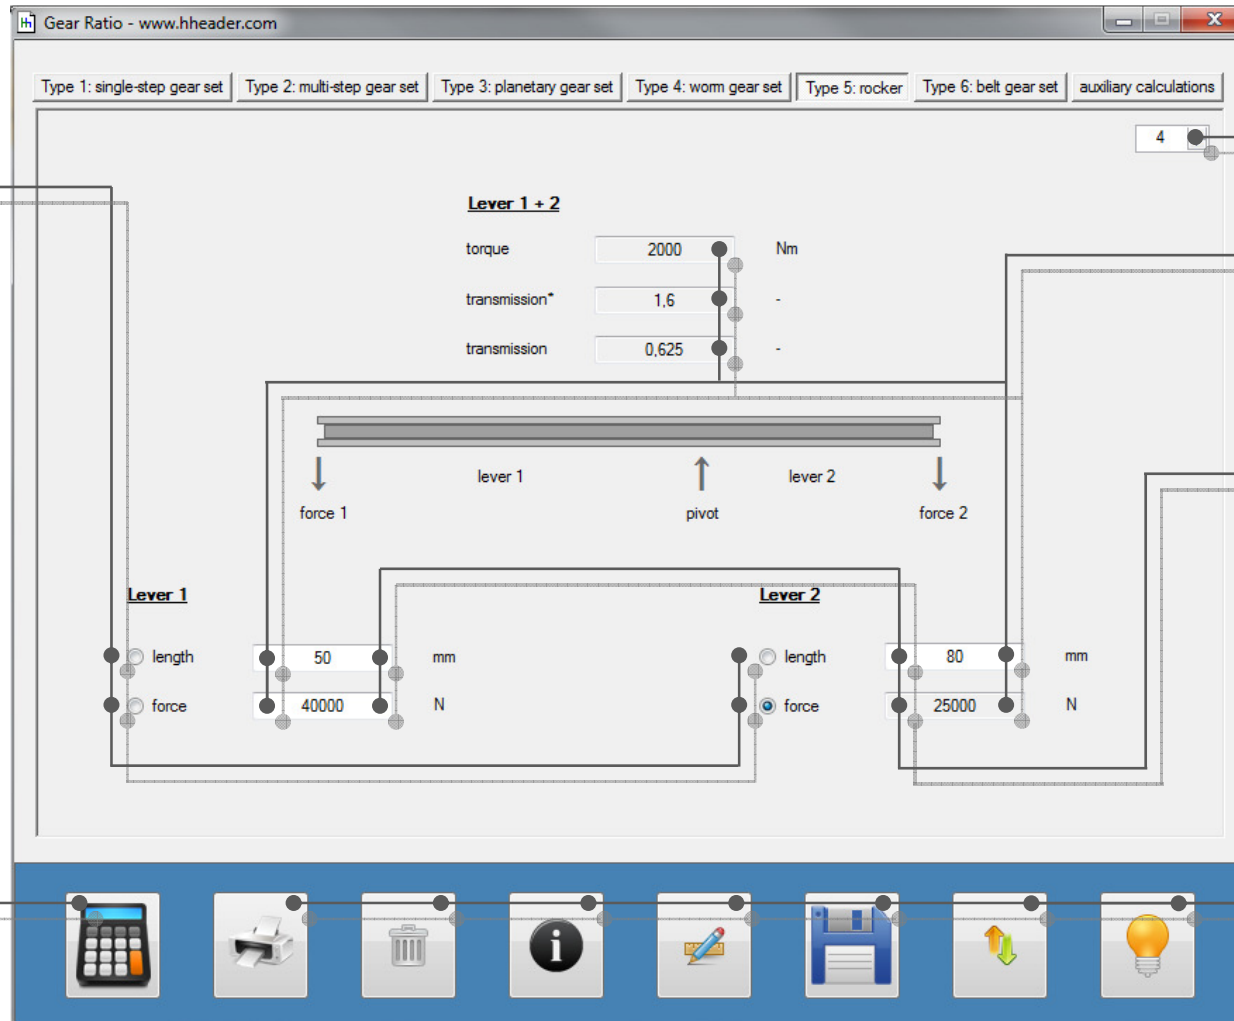 Gear Ratio - www.hheader.com
Type 1: single-step gear set Type 2: multi-step gear set Type 3: planetary gear set Type 4: worm gear set Type 5: rocker Type 6: belt gear set auxiliary calculations
4
Lever 1 + 2
torque 2000 Nm
transmission* 1,6 -
transmission 0,625 -
lever 1 lever 2
force 1 pivot force 2
Lever 1 Lever 2
length 50 mm length 80 mm
force 40000 N force 25000 N